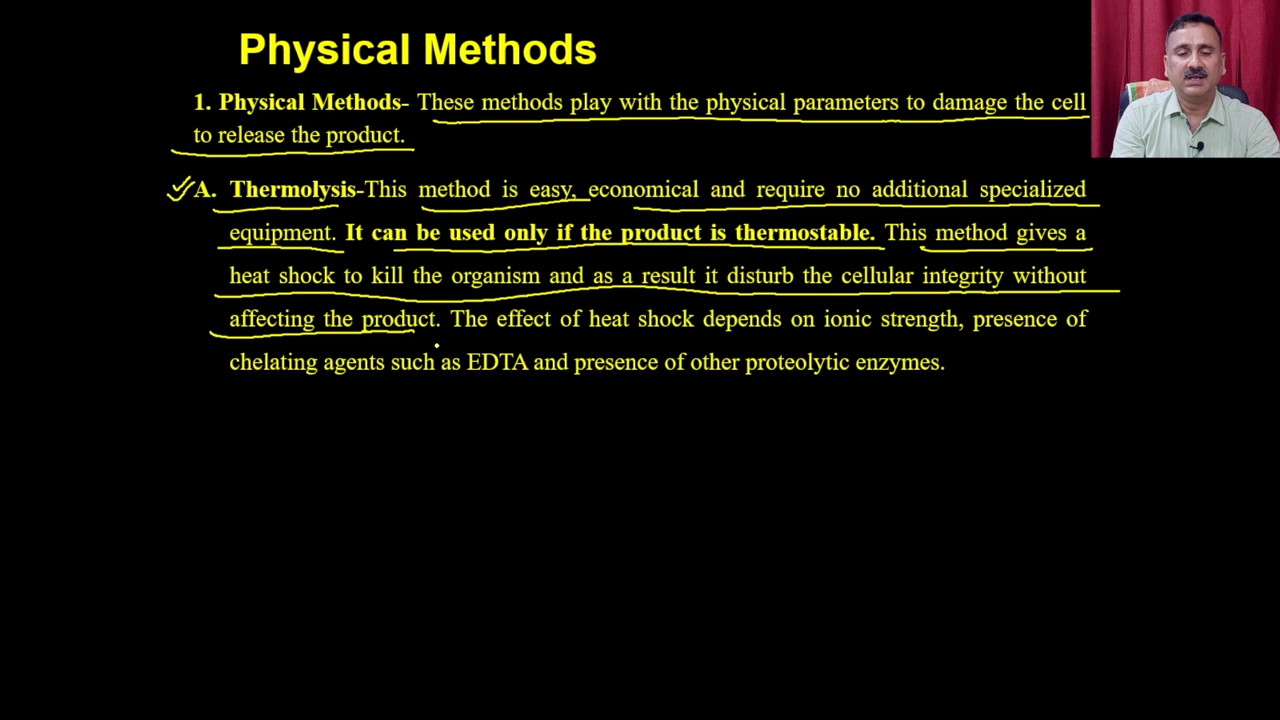 Physical Methods
1. Physical Methods- These methods play with the physical parameters to damage the cell
to release the product.
A. Thermolysis-This method is easy, economical and require no additional specialized
equipment. It can be used only if the product is thermostable. This method gives a
heat shock to kill the organism and as a result it disturb the cellular integrity without
affecting the product. The effect of heat shock depends on ionic strength, presence of
chelating agents such as EDTA and presence of other proteolytic enzymes.